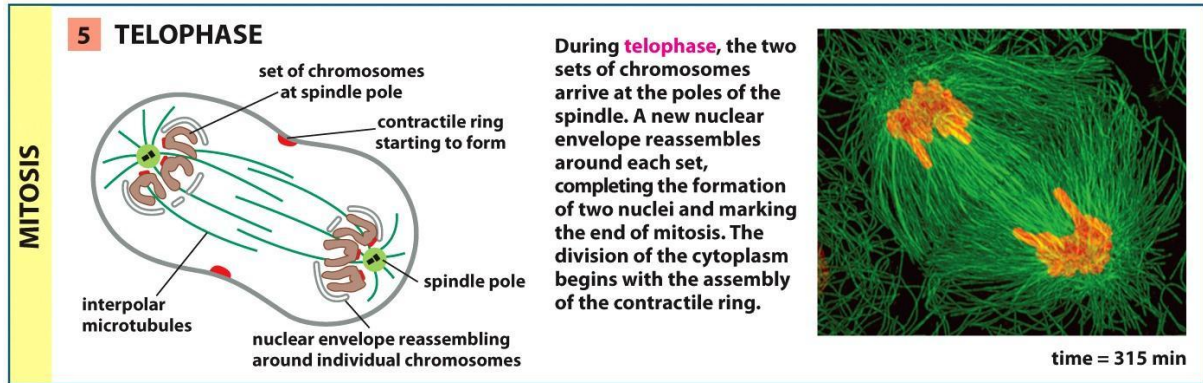 MITOSIS
5 TELOPHASE
set of chromosomes
at spindle pole
contractile ring
starting to form
interpolar
microtubules
spindle pole
nuclear envelope reassembling
around individual chromosomes
During telophase, the two
sets of chromosomes
arrive at the poles of the
spindle. A new nuclear
envelope reassembles
around each set,
completing the formation
of two nuclei and marking
the end of mitosis. The
division of the cytoplasm
begins with the assembly
of the contractile ring.
time = 315 min